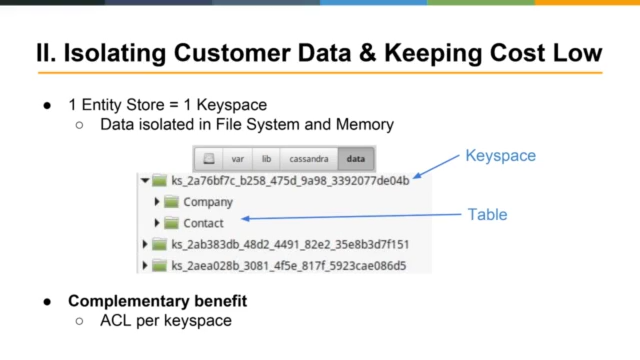 II. Isolating Customer Data & Keeping Cost Low
● 1 Entity Store = 1 Keyspace
○ Data isolated in File System and Memory
var lib cassandra data
Keyspace
ks_2a76bf7c_b258_475d_9a98_3392077de04b
Company
Table
Contact
ks_2ab383db_48d2_4491_82e2_35e8b3d7f151
ks_2aea028b_3081_4f5e_817f_5923cae086d5
● Complementary benefit
○ ACL per keyspace